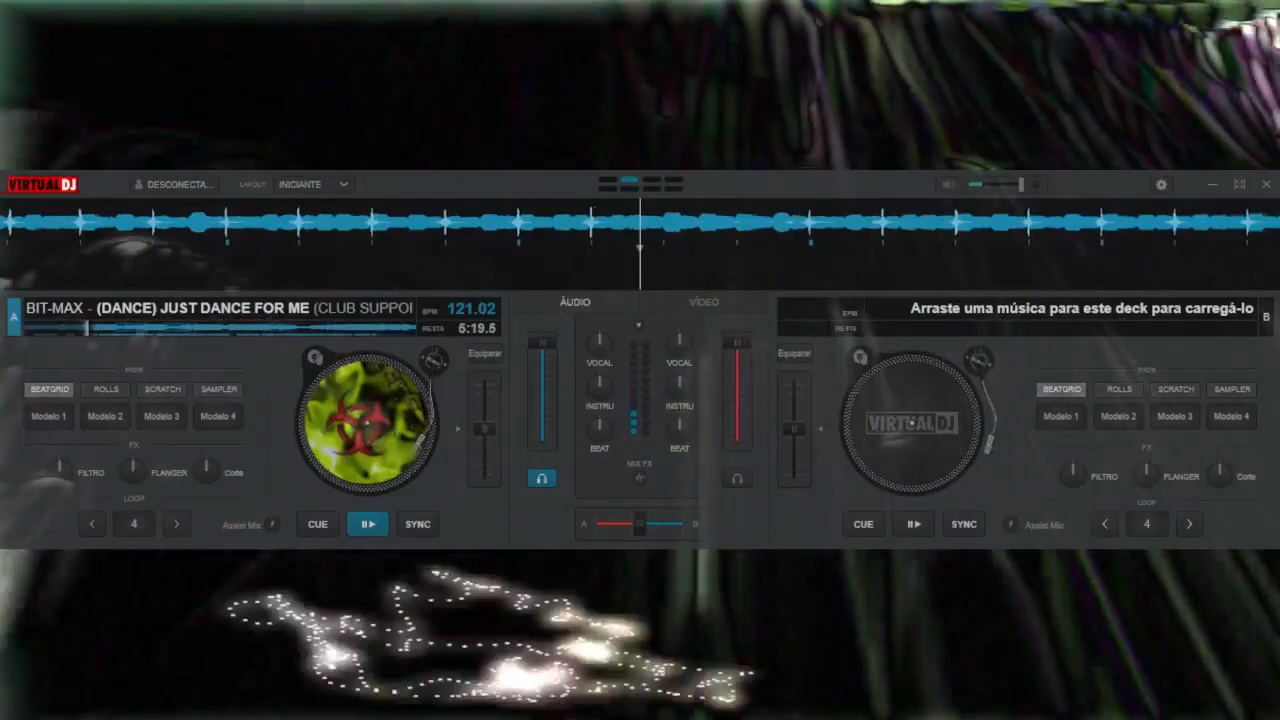 VIRTUALDJ
DESCONECTA...
LAYOUT
INICIANTE
A
BIT-MAX - (DANCE) JUST DANCE FOR ME (CLUB SUPPOI
BPM
121.02
RESTA
5:19.5
ÁUDIO
VÍDEO
BPM
RESTA
Arraste uma música para este deck para carregá-lo
B
Equiparar
Equiparar
PADS
BEATGRID
ROLLS
SCRATCH
SAMPLER
Modelo 1
Modelo 2
Modelo 3
Modelo 4
FX
FILTRO
FLANGER
Corte
LOOP
4
Assist Mix
CUE
SYNC
VOCAL
VOCAL
INSTRU
INSTRU
BEAT
BEAT
MIX FX
A
B
VIRTUALDJ
PADS
BEATGRID
ROLLS
SCRATCH
SAMPLER
Modelo 1
Modelo 2
Modelo 3
Modelo 4
FX
FILTRO
FLANGER
Corte
LOOP
CUE
SYNC
Assist Mix
4